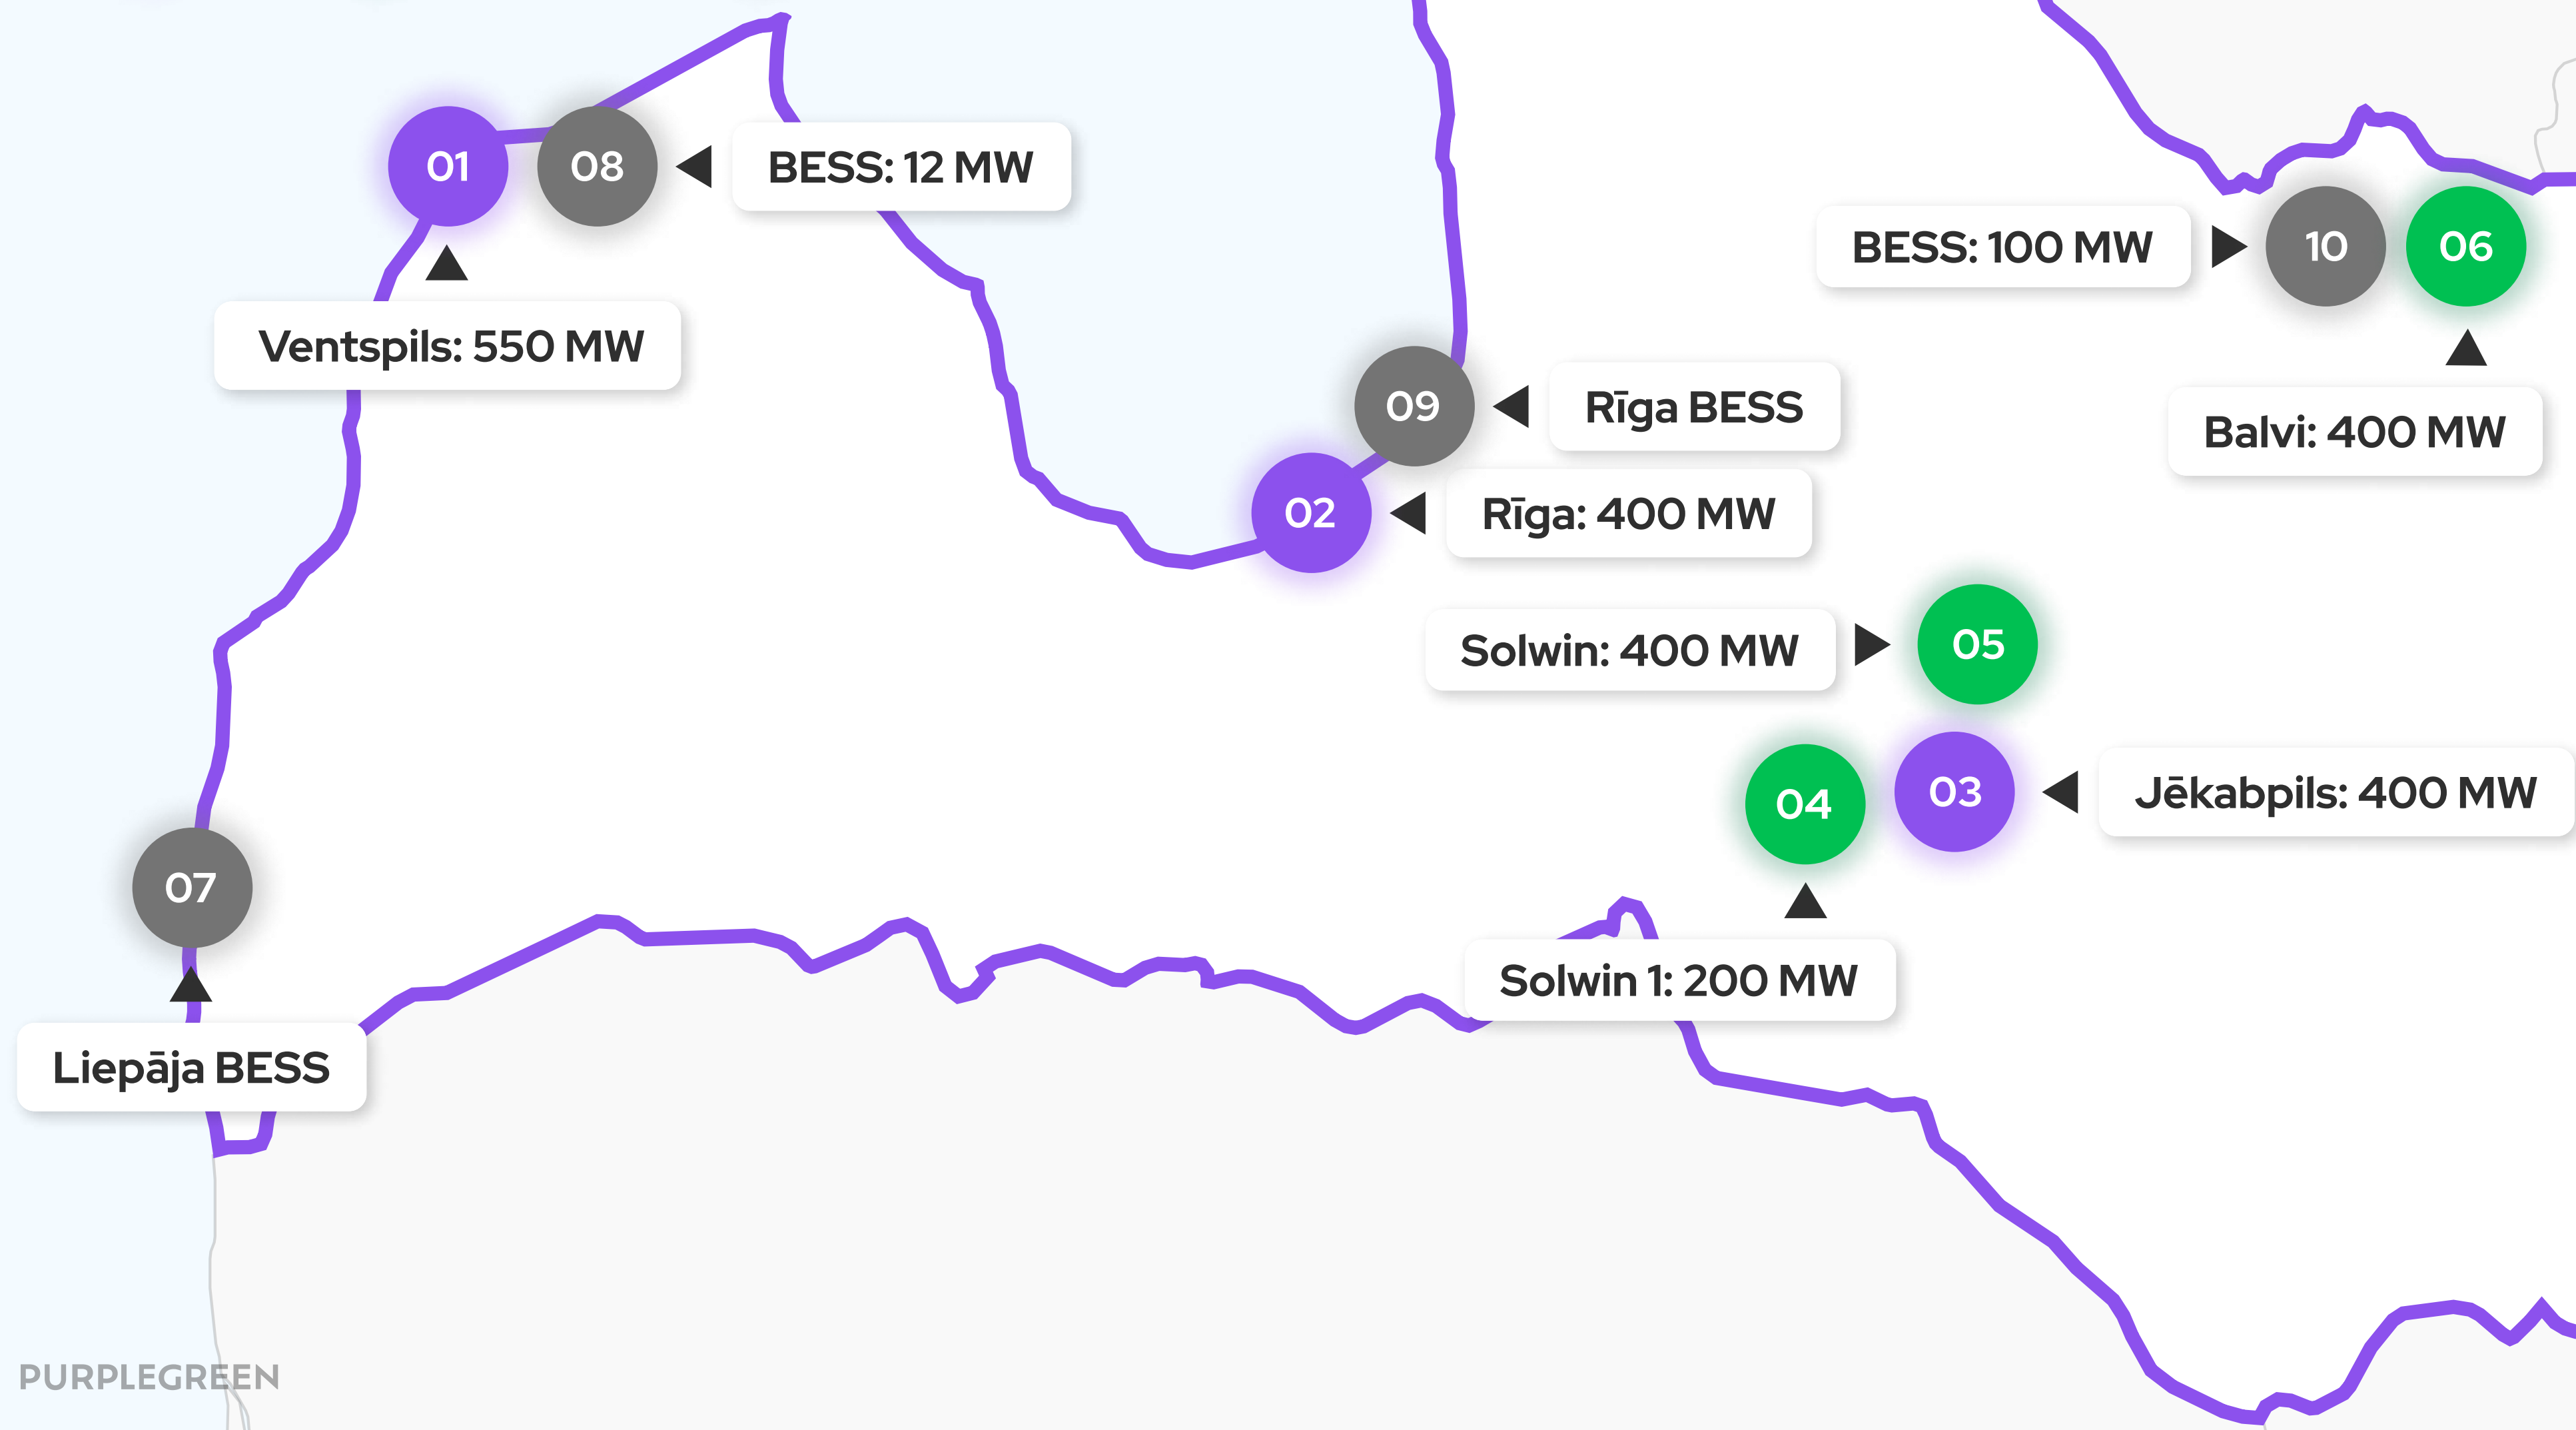 01
08
BESS: 12 MW
Ventspils: 550 MW
BESS: 100 MW
10
06
Balvi: 400 MW
09
Rīga BESS
02
Rīga: 400 MW
Solwin: 400 MW
05
04
03
Jēkabpils: 400 MW
Solwin 1: 200 MW
07
Liepāja BESS
PURPLEGREEN